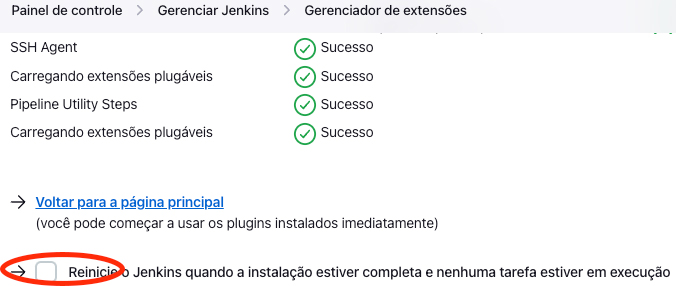 Painel de controle > Gerenciar Jenkins > Gerenciador de extensões
SSH Agent Sucesso
Carregando extensões plugáveis Sucesso
Pipeline Utility Steps Sucesso
Carregando extensões plugáveis Sucesso
→ Voltar para a página principal
(você pode começar a usar os plugins instalados imediatamente)
→ Reinicie o Jenkins quando a instalação estiver completa e nenhuma tarefa estiver em execução